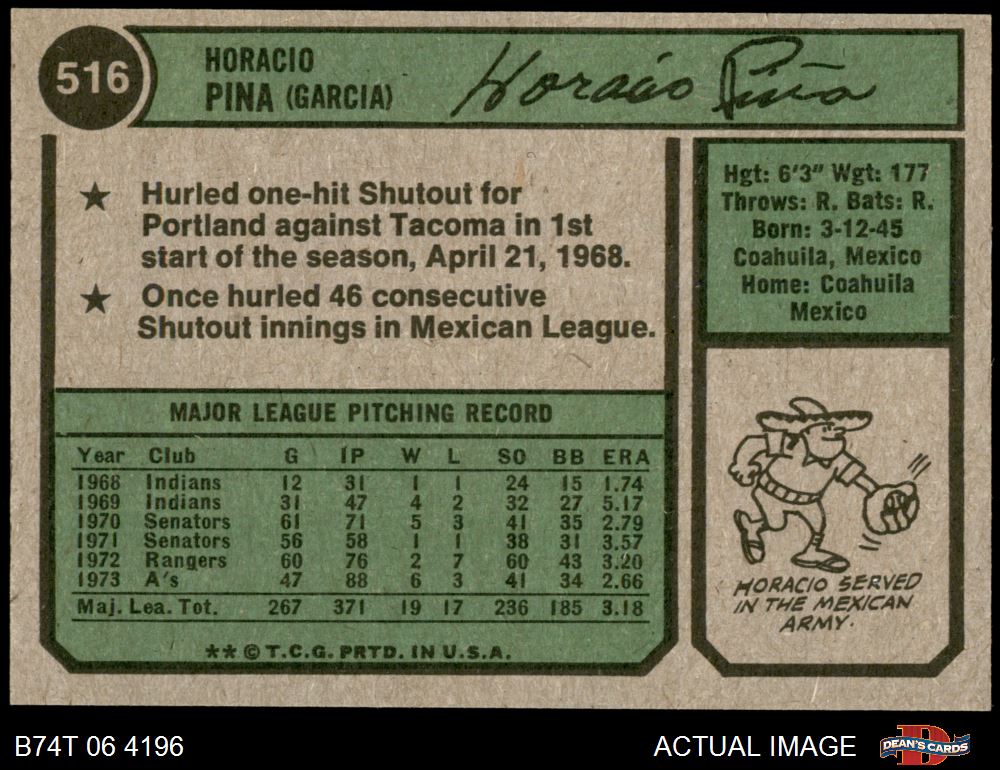 516
HORACIO
PINA (GARCIA)
Horacio Piña
★ Hurled one-hit Shutout for
Portland against Tacoma in 1st
start of the season, April 21, 1968.
★ Once hurled 46 consecutive
Shutout innings in Mexican League.
Hgt: 6'3" Wgt: 177
Throws: R. Bats: R.
Born: 3-12-45
Coahuila, Mexico
Home: Coahuila
Mexico
MAJOR LEAGUE PITCHING RECORD
Year Club G IP W L SO BB ERA
1968 Indians 12 31 1 1 24 15 1.74
1969 Indians 31 47 4 2 32 27 5.17
1970 Senators 61 71 5 3 41 35 2.79
1971 Senators 56 58 1 1 38 31 3.57
1972 Rangers 60 76 2 7 60 43 3.20
1973 A's 47 88 6 3 41 34 2.66
Maj. Lea. Tot. 267 371 19 17 236 185 3.18
** © T.C.G. PRTD. IN U.S.A.
HORACIO SERVED
IN THE MEXICAN
ARMY.
B74T 06 4196
ACTUAL IMAGE
D
DEAN'S CARDS